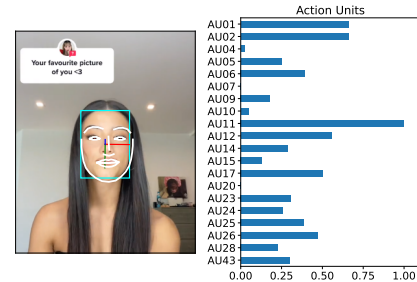 Action Units
Your favourite picture
of you <3
AU01
AU02
AU04
AU05
AU06
AU07
AU09
AU10
AU11
AU12
AU14
AU15
AU17
AU20
AU23
AU24
AU25
AU26
AU28
AU43
0.00 0.25 0.50 0.75 1.00